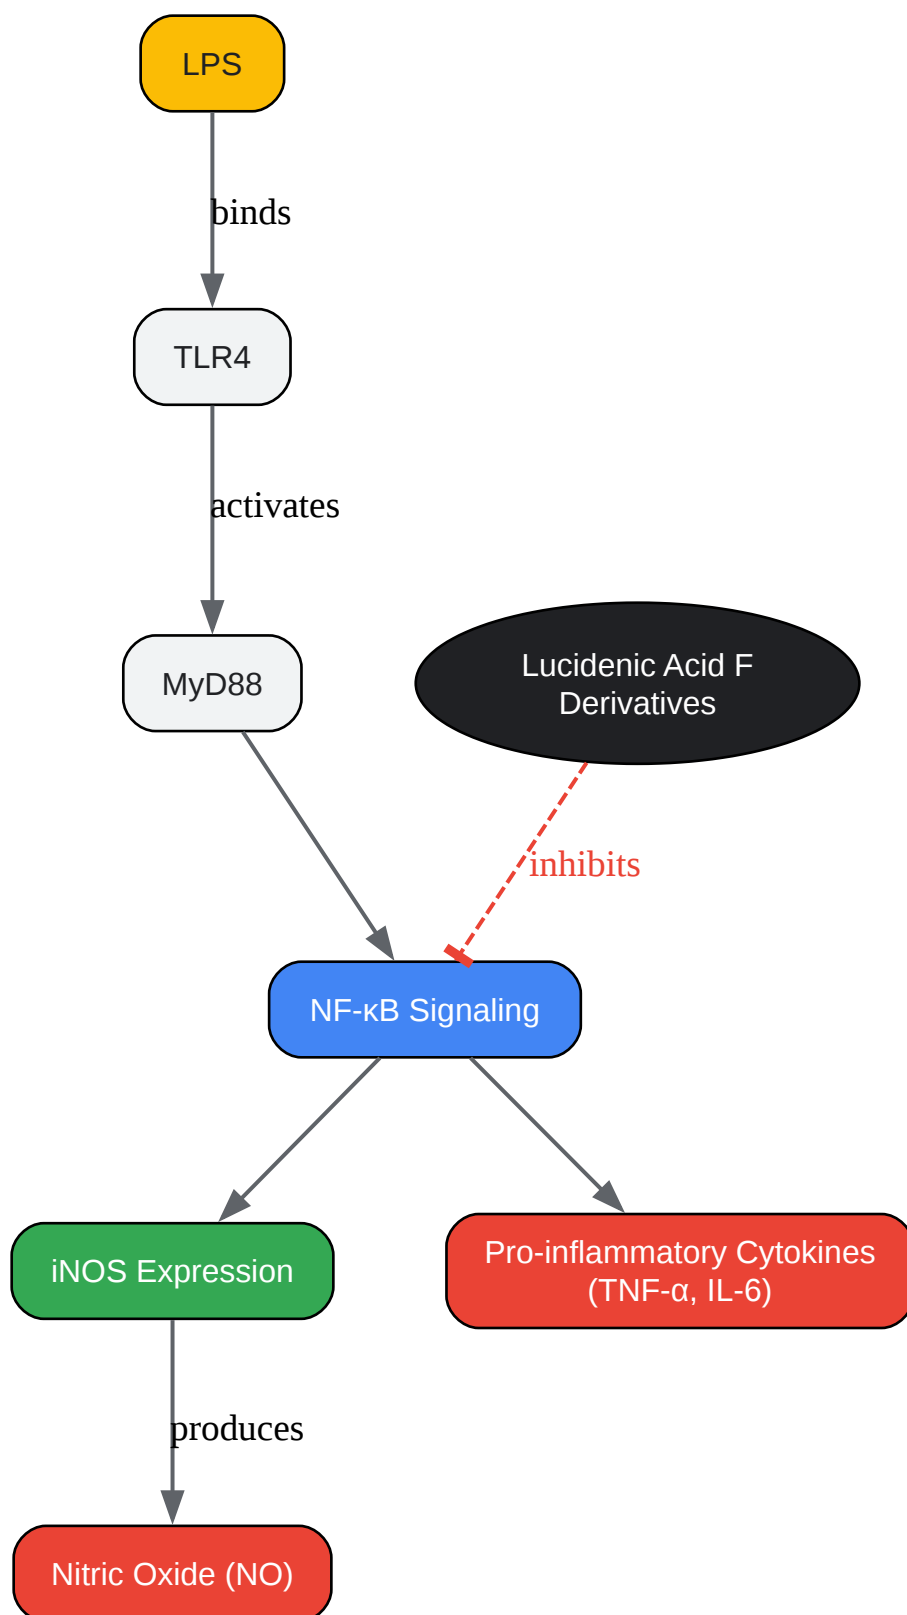 LPS
binds
TLR4
activates
MyD88
Lucidenic Acid F
Derivatives
inhibits
NF-κB Signaling
iNOS Expression
Pro-inflammatory Cytokines
(TNF-α, IL-6)
produces
Nitric Oxide (NO)